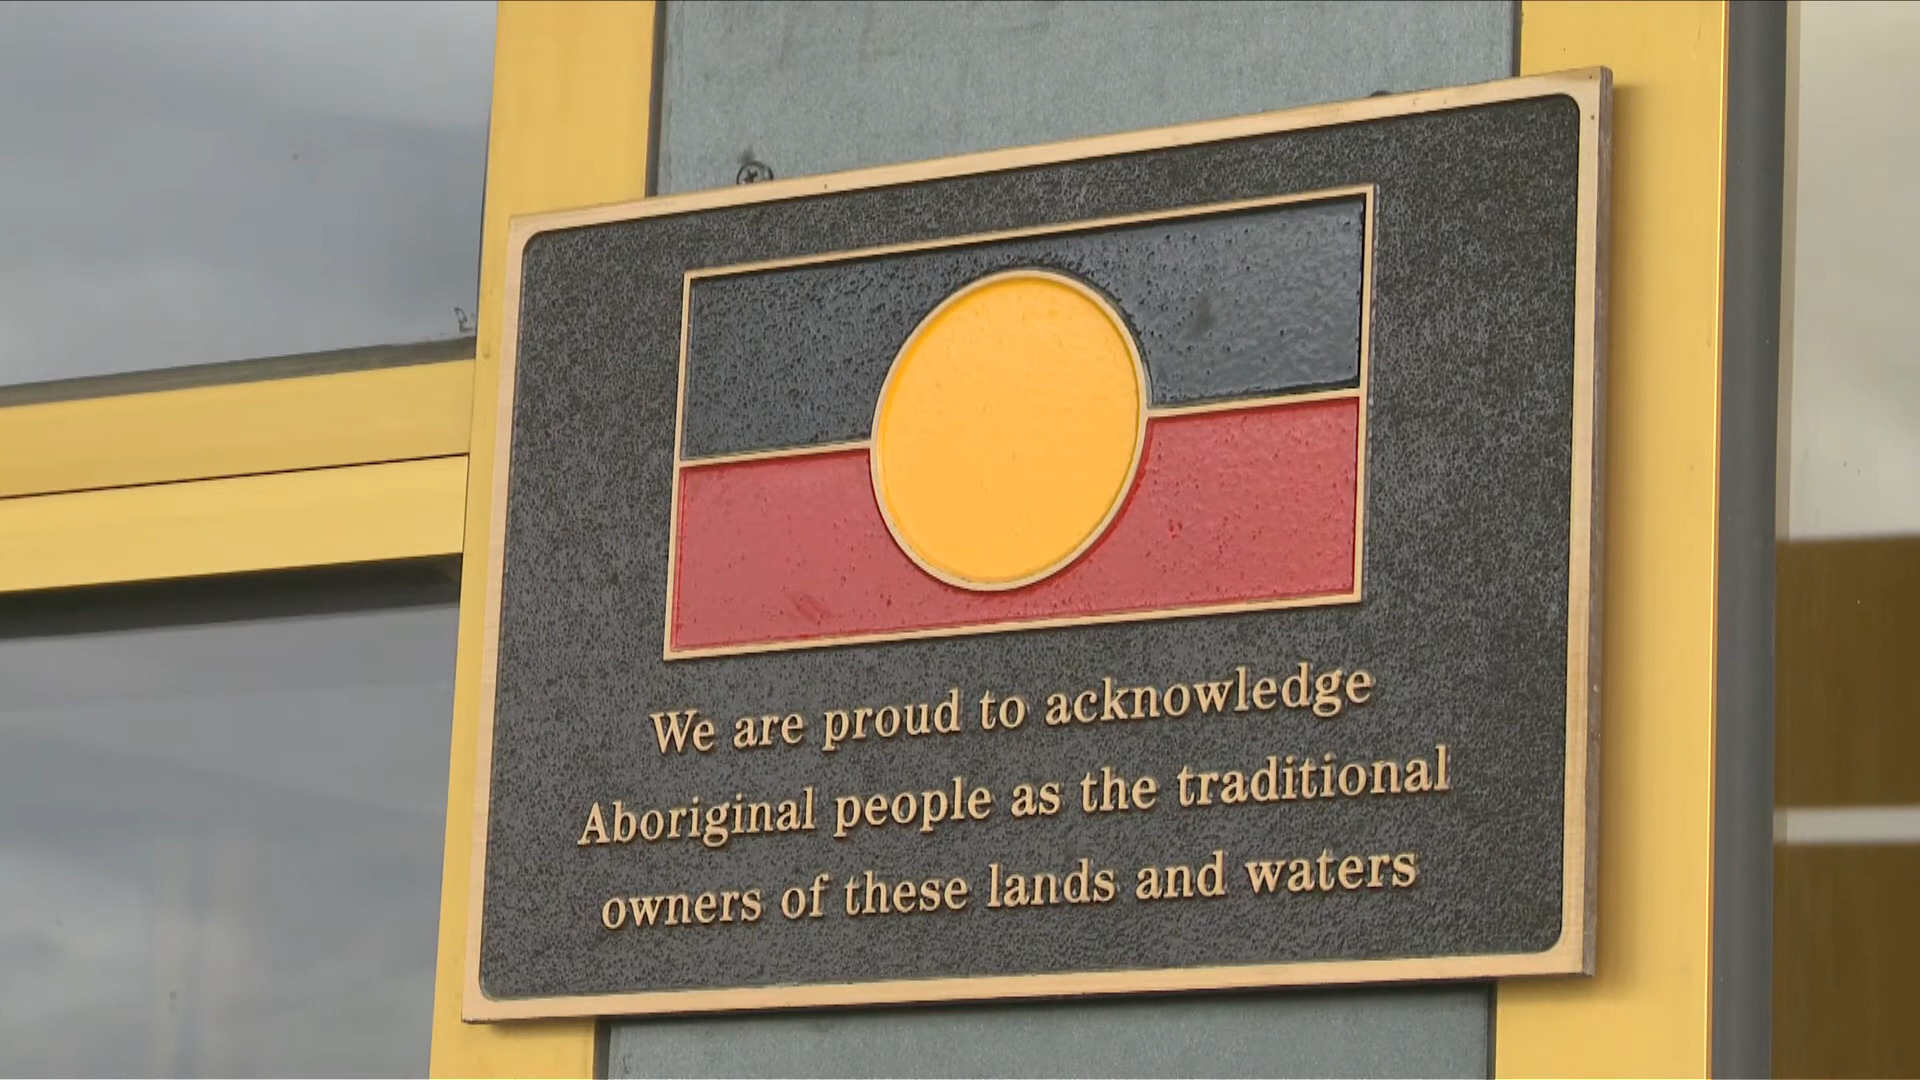 We are proud to acknowledge
Aboriginal people as the traditional
owners of these lands and waters